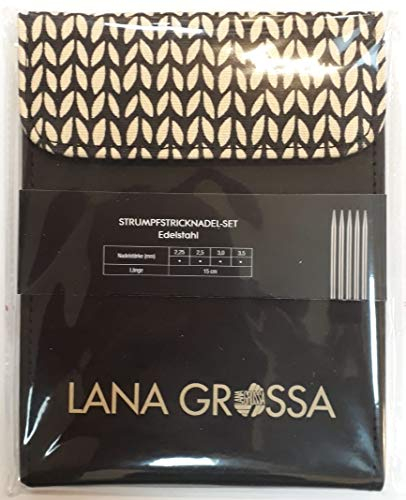 STRUMPFSTRICKNADEL-SET
Edelstahl
Nadelstärke (mm) 2,25 2,5 3,0 3,5
Länge 15 cm
LANA GROSSA